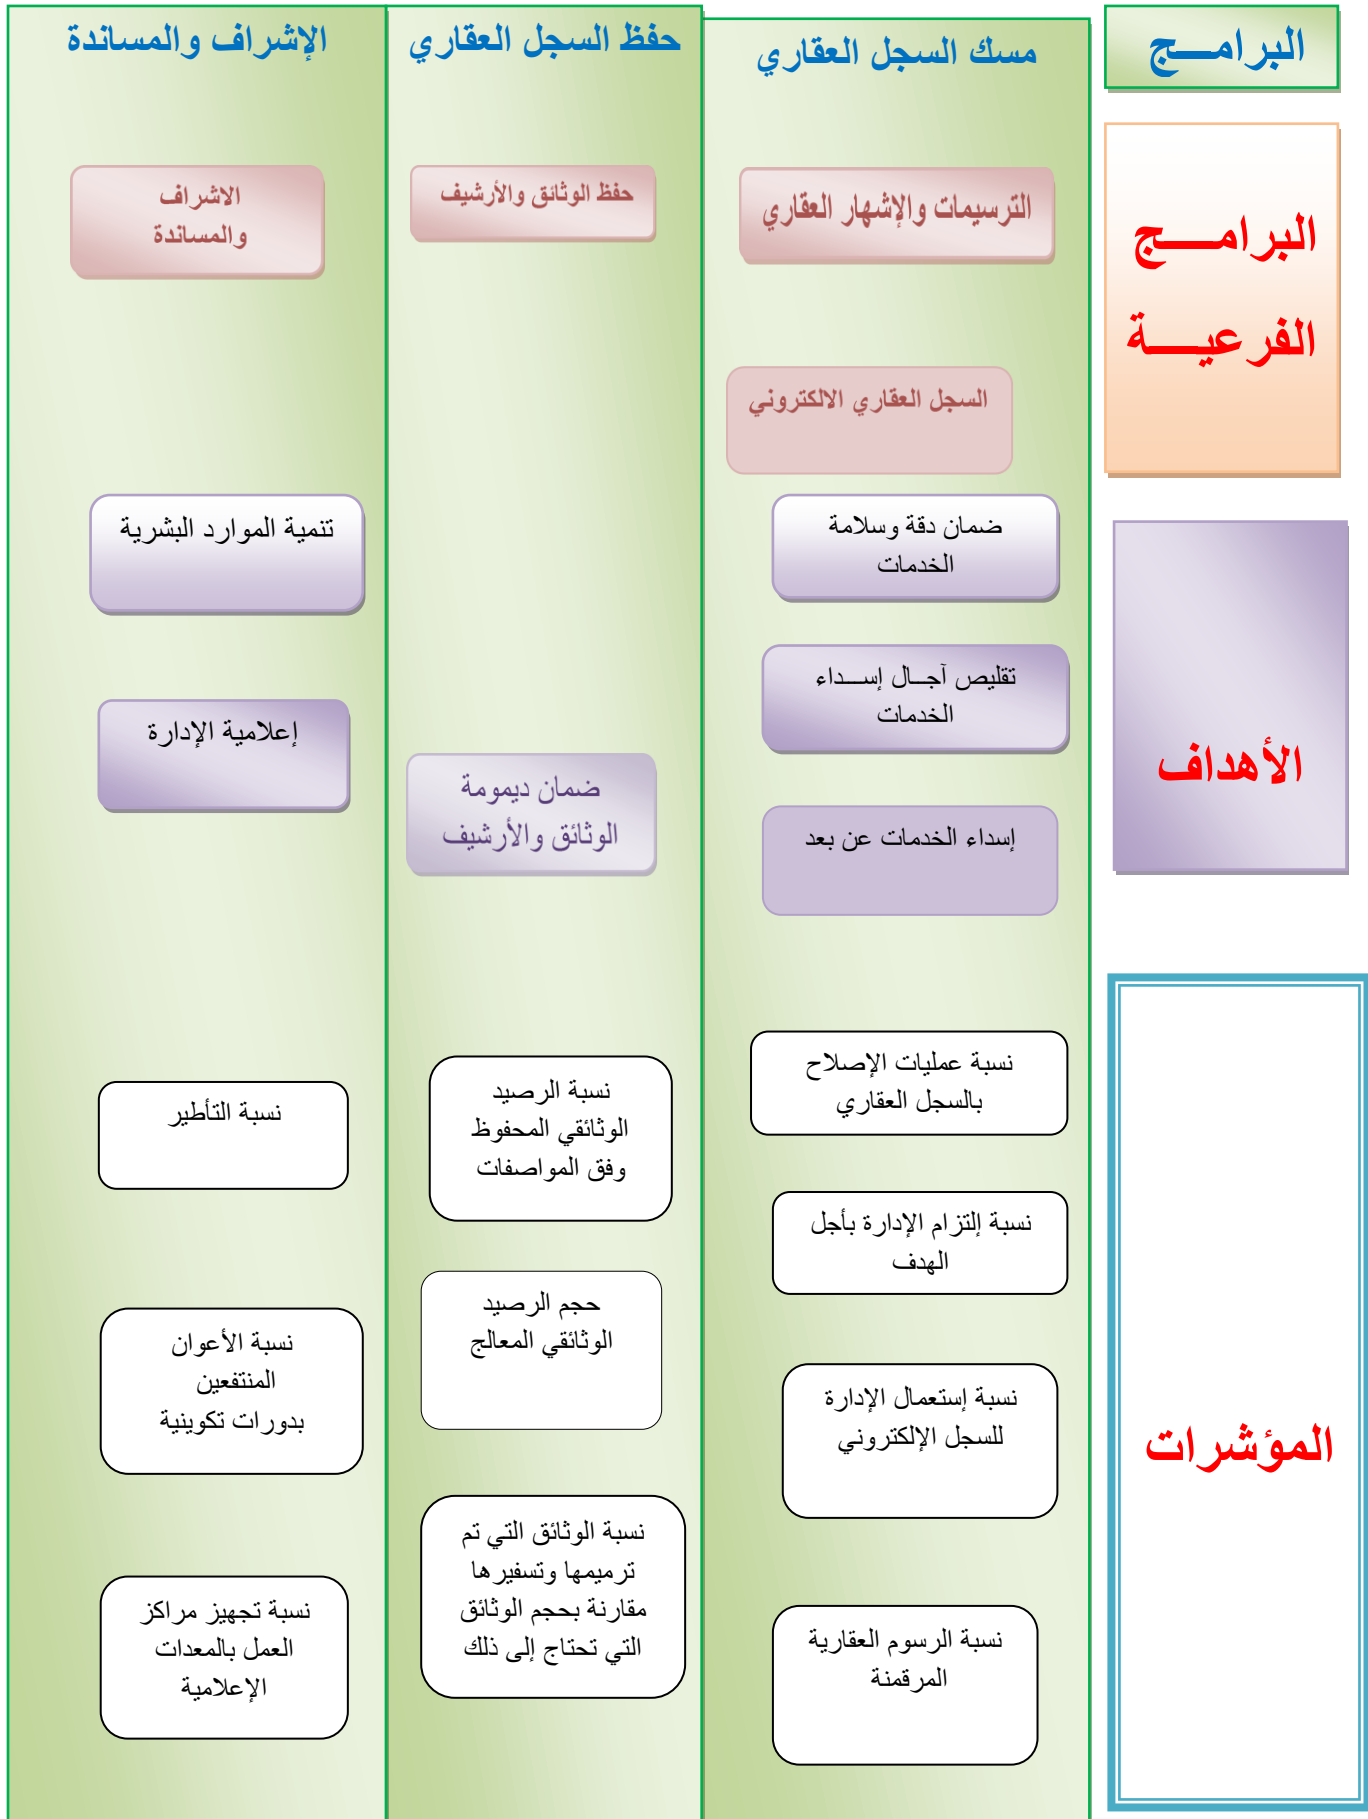 البرامـــج
مسك السجل العقاري
حفظ السجل العقاري
الإشراف والمساندة
البرامـــج
الفرعيـــة
الترسيمات والإشهار العقاري
حفظ الوثائق والأرشيف
الاشراف
والمساندة
السجل العقاري الالكتروني
الأهداف
ضمان دقة وسلامة
الخدمات
تقليص آجــال إســـداء
الخدمات
إسداء الخدمات عن بعد
ضمان ديمومة
الوثائق والأرشيف
تنمية الموارد البشرية
إعلامية الإدارة
المؤشرات
نسبة عمليات الإصلاح
بالسجل العقاري
نسبة إلتزام الإدارة بأجل
الهدف
نسبة إستعمال الإدارة
للسجل الإلكتروني
نسبة الرسوم العقارية
المرقمنة
نسبة الرصيد
الوثائقي المحفوظ
وفق المواصفات
حجم الرصيد
الوثائقي المعالج
نسبة الوثائق التي تم
ترميمها وتسفيرها
مقارنة بحجم الوثائق
التي تحتاج إلى ذلك
نسبة التأطير
نسبة الأعوان
المنتفعين
بدورات تكوينية
نسبة تجهيز مراكز
العمل بالمعدات
الإعلامية